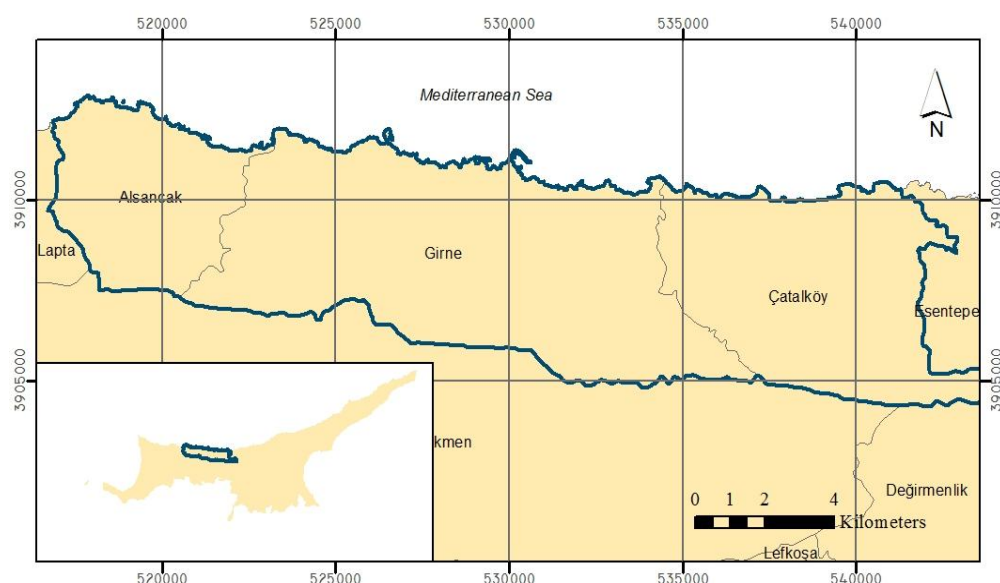 520000 525000 530000 535000 540000
Mediterranean Sea
N
3910000 3910000
Alsancak
Lapta
Girne
Çatalköy
Esentepe
3905000 3905000
kmen
Değirmenlik
0 1 2 4
Kilometers
Lefkoşa
520000 525000 530000 535000 540000